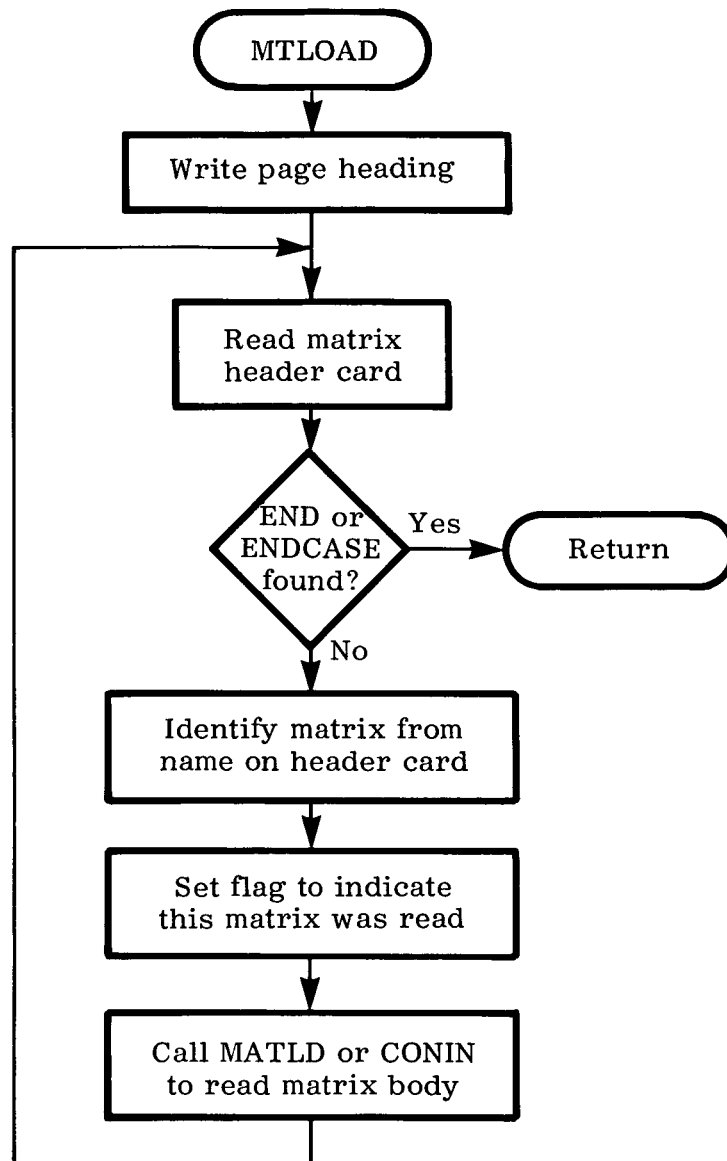 MTLOAD
Write page heading
Read matrix
header card
END or
ENDCASE
found?
Yes
Return
No
Identify matrix from
name on header card
Set flag to indicate
this matrix was read
Call MATLD or CONIN
to read matrix body